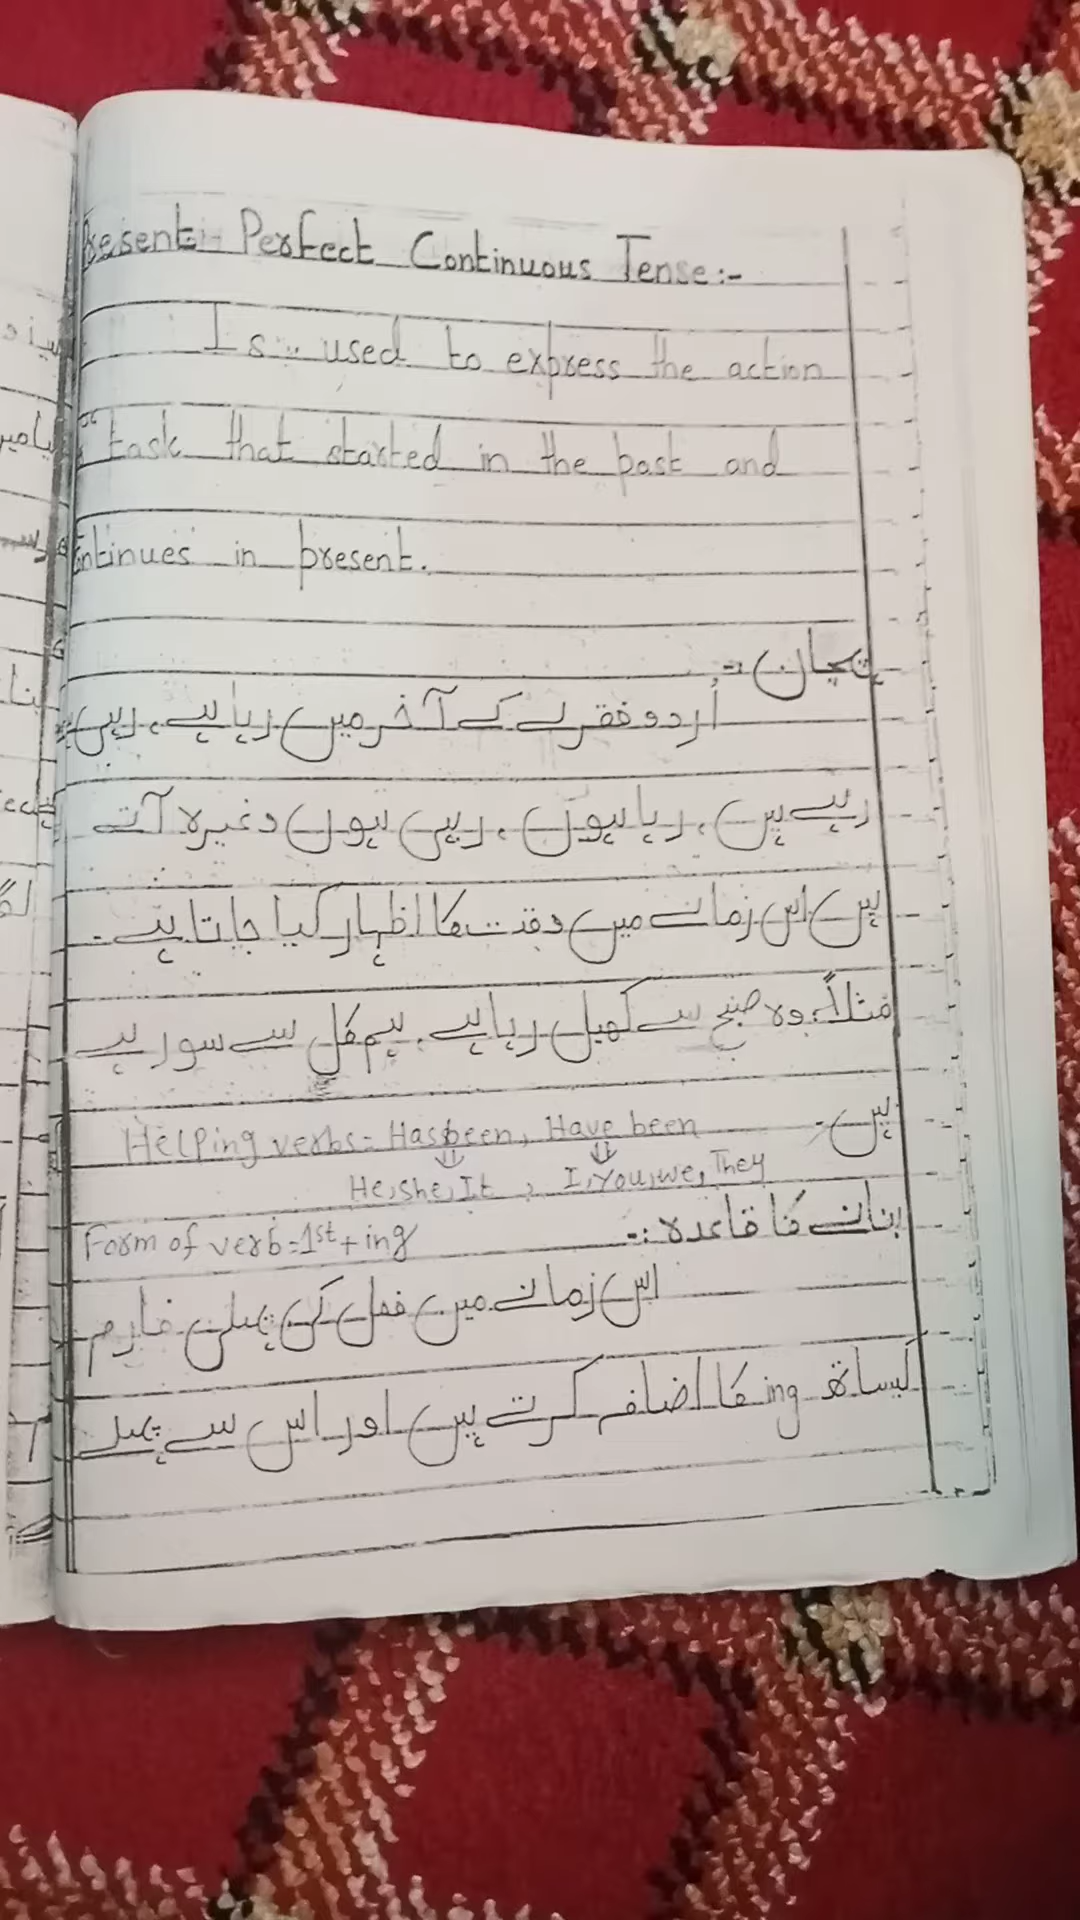 Present:- Perfect Continuous Tense:-
Is used to express the action
or task that started in the past and
continues in present.
پہچان :-
اُردو فقرے کے آخر میں رہا ہے، رہی ہے،
رہے ہیں، رہا ہوں، رہی ہوں وغیرہ آتے
ہیں اس زمانے میں وقت کا اظہار کیا جاتا ہے۔
مثلاً: وہ صبح سے کھیل رہا ہے۔ ہم کل سے سو رہے
ہیں۔
Helping verbs = Has been, Have been
He, she, It , I, You, we, They
بنانے کا قاعدہ :-
Form of verb = 1st + ing
اس زمانے میں فعل کی پہلی فارم
کیساتھ ing کا اضافہ کرتے ہیں اور اس سے پہلے